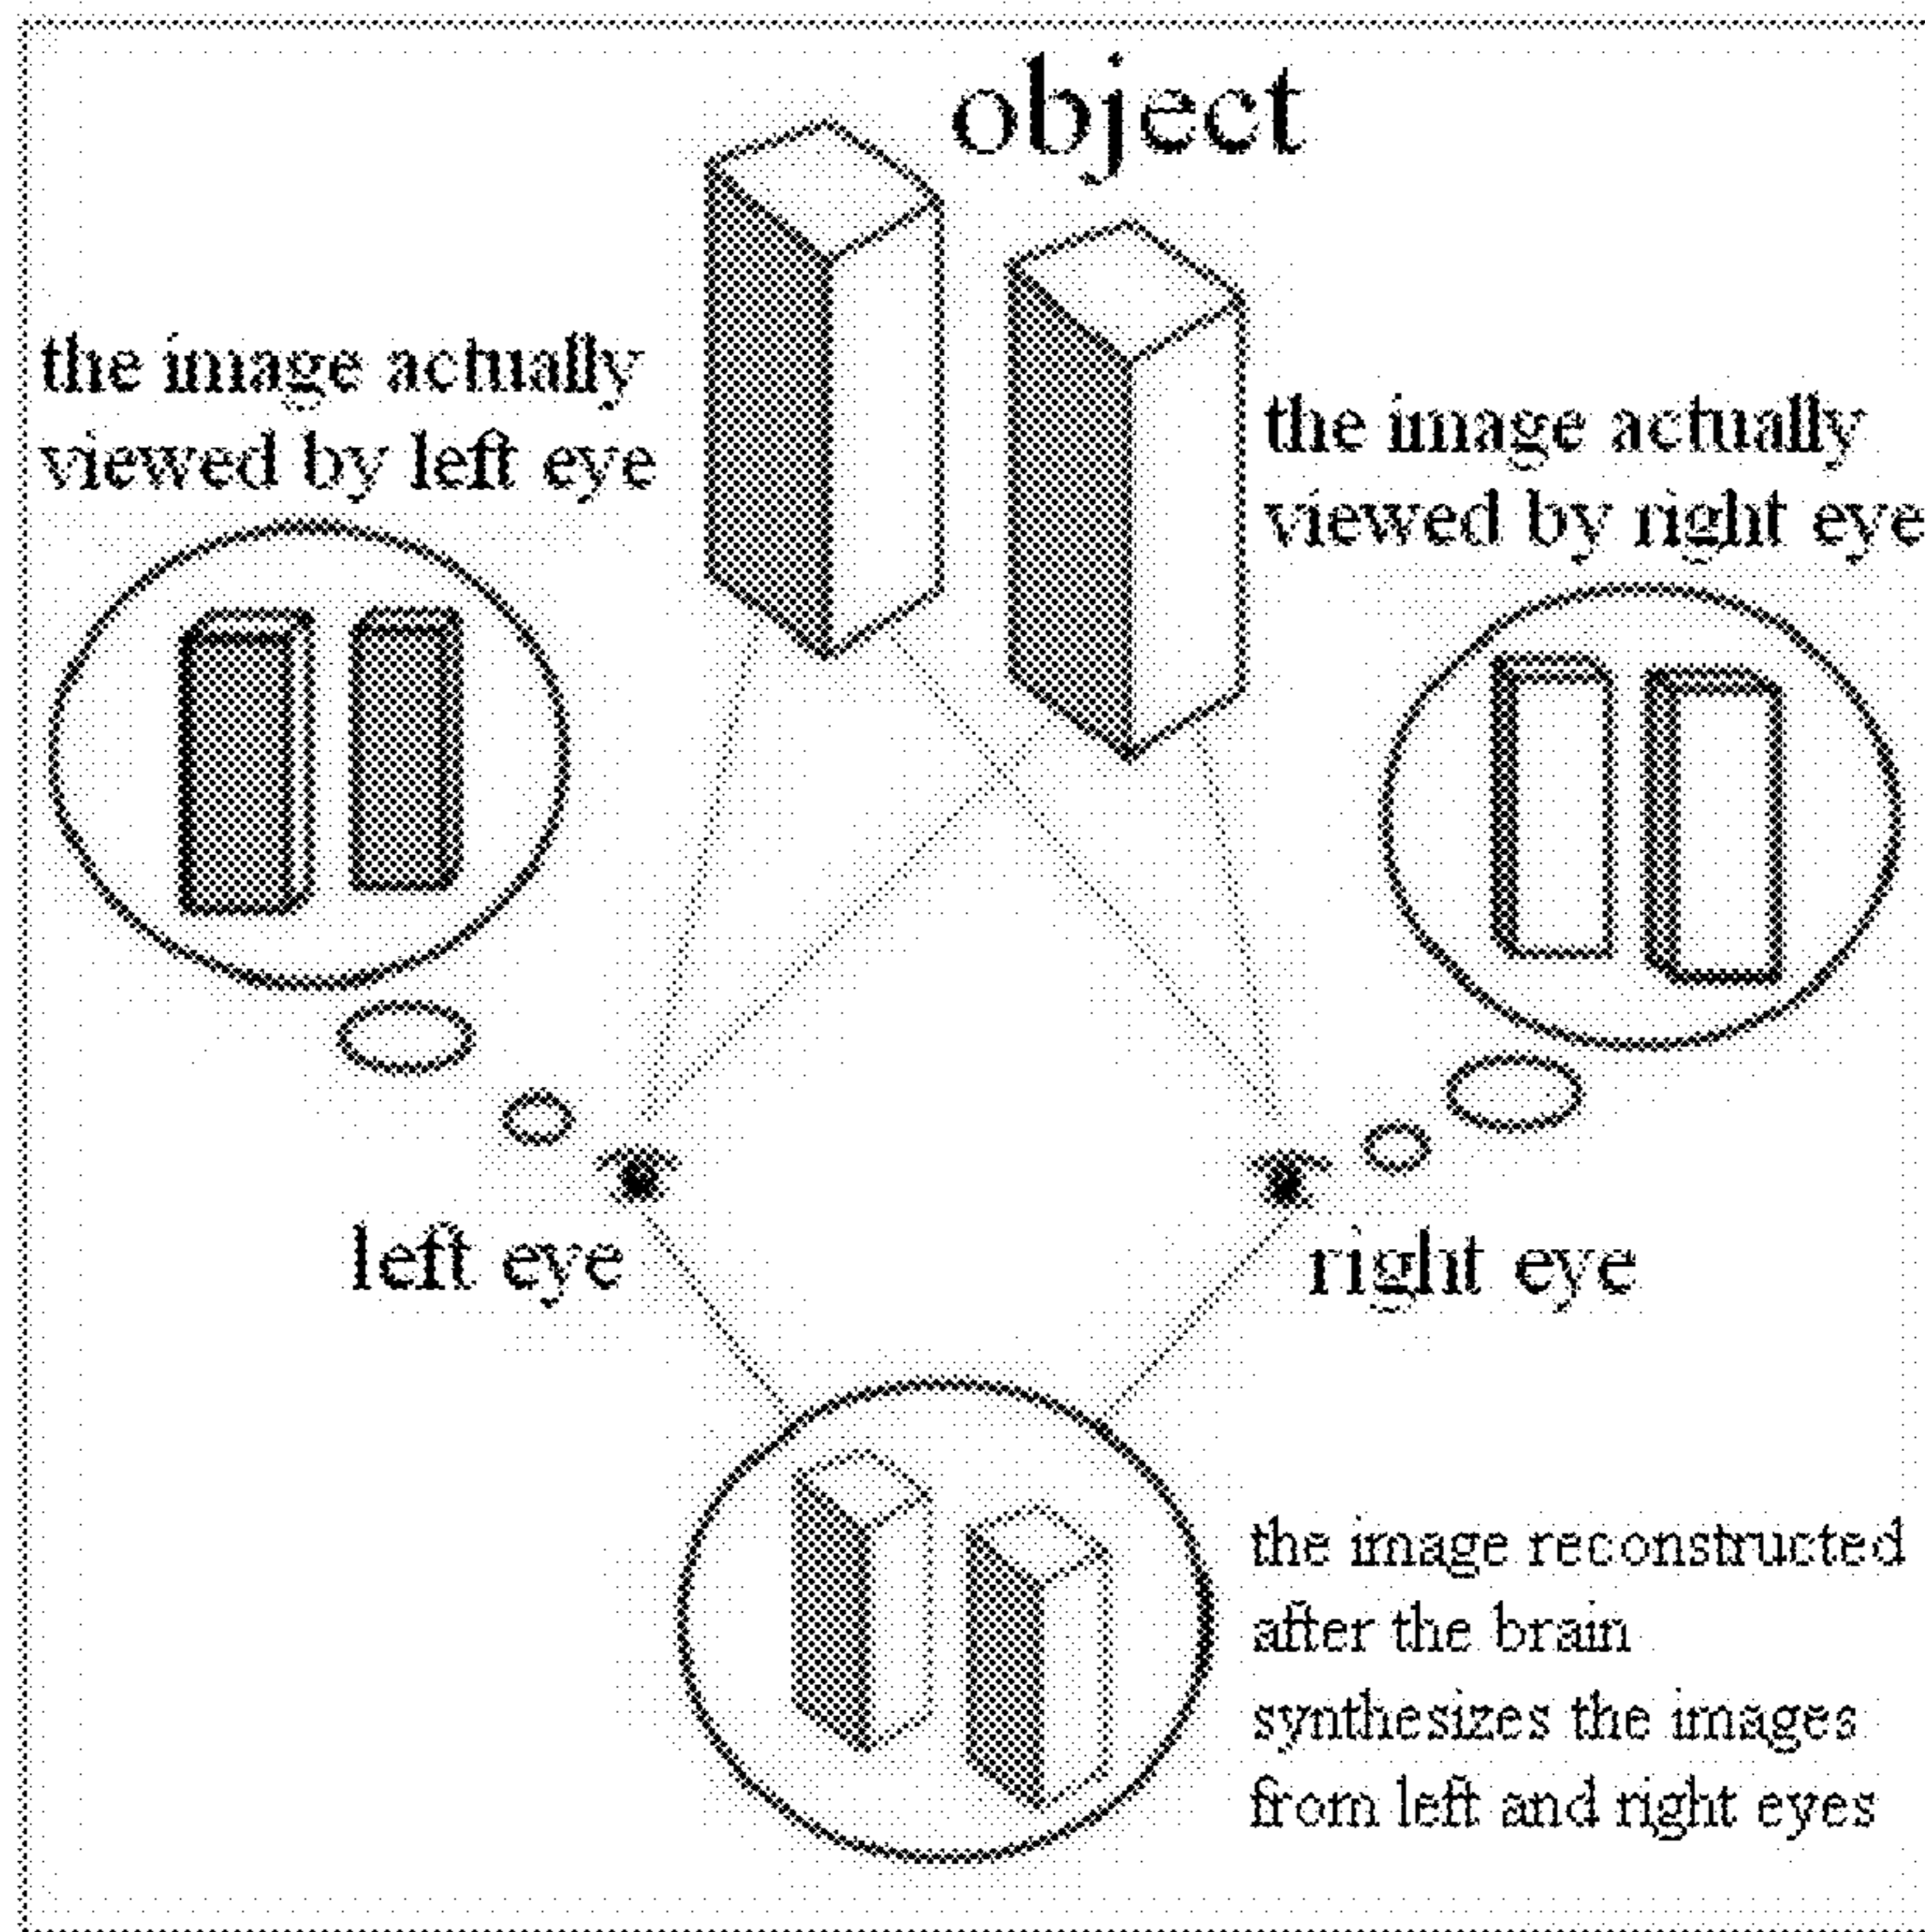 object
the image actually
viewed by left eye
the image actually
viewed by right eye
left eye
right eye
the image reconstructed
after the brain
synthesizes the images
from left and right eyes